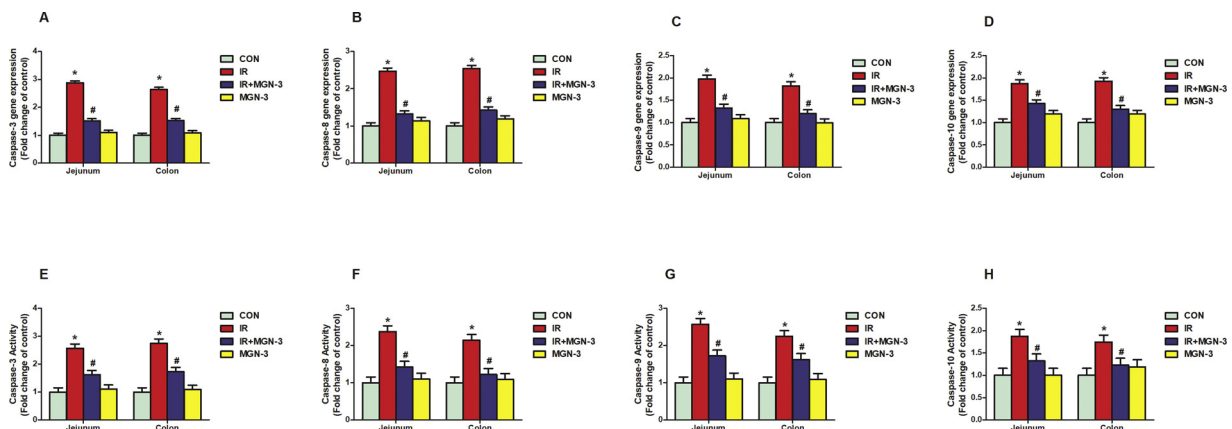 A
Caspase-3 gene expression
(Fold change of control)
4
3
2
1
0
*
#
*
#
Jejunum
Colon
CON
IR
IR+MGN-3
MGN-3
B
Caspase-8 gene expression
(Fold change of control)
3
2
1
0
*
#
*
#
Jejunum
Colon
CON
IR
IR+MGN-3
MGN-3
C
Caspase-9 gene expression
(Fold change of control)
2.5
2.0
1.5
1.0
0.5
0.0
*
#
*
#
Jejunum
Colon
CON
IR
IR+MGN-3
MGN-3
D
Caspase-10 gene expression
(Fold change of control)
2.5
2.0
1.5
1.0
0.5
0.0
*
#
*
#
Jejunum
Colon
CON
IR
IR+MGN-3
MGN-3
E
Caspase-3 Activity
(Fold change of control)
4
3
2
1
0
*
#
*
#
Jejunum
Colon
CON
IR
IR+MGN-3
MGN-3
F
Caspase-8 Activity
(Fold change of control)
3
2
1
0
*
#
*
#
Jejunum
Colon
CON
IR
IR+MGN-3
MGN-3
G
Caspase-9 Activity
(Fold change of control)
3
2
1
0
*
#
*
#
Jejunum
Colon
CON
IR
IR+MGN-3
MGN-3
H
Caspase-10 Activity
(Fold change of control)
2.5
2.0
1.5
1.0
0.5
0.0
*
#
*
#
Jejunum
Colon
CON
IR
IR+MGN-3
MGN-3